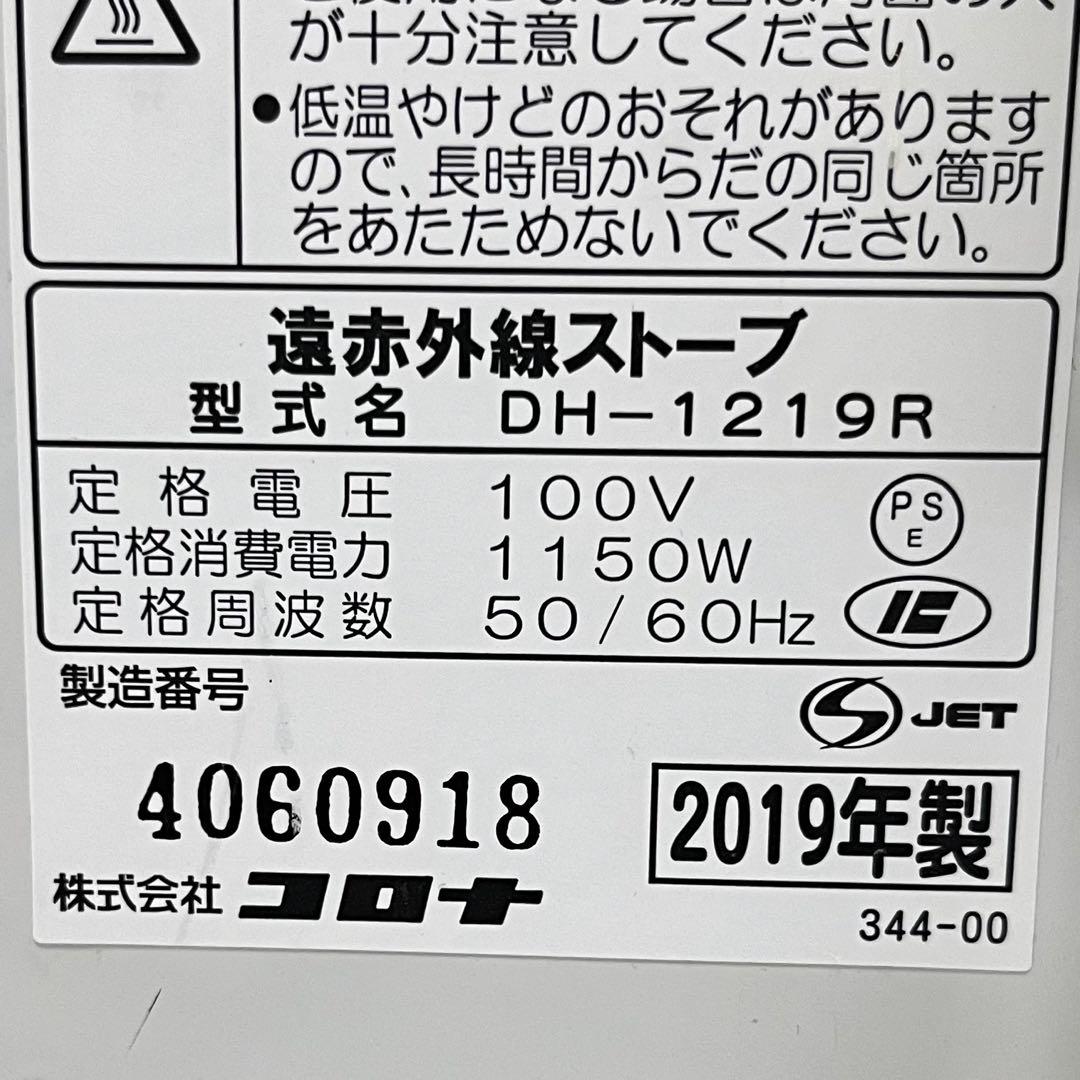 が十分注意してください。
●低温やけどのおそれがあります
ので、長時間からだの同じ箇所
をあたためないでください。
遠赤外線ストーブ
型式名 DH-1219R
定格電圧 100V
定格消費電力 1150W
定格周波数 50/60Hz
PS
E
製造番号
JET
4060918
2019年製
株式会社コロナ
344-00